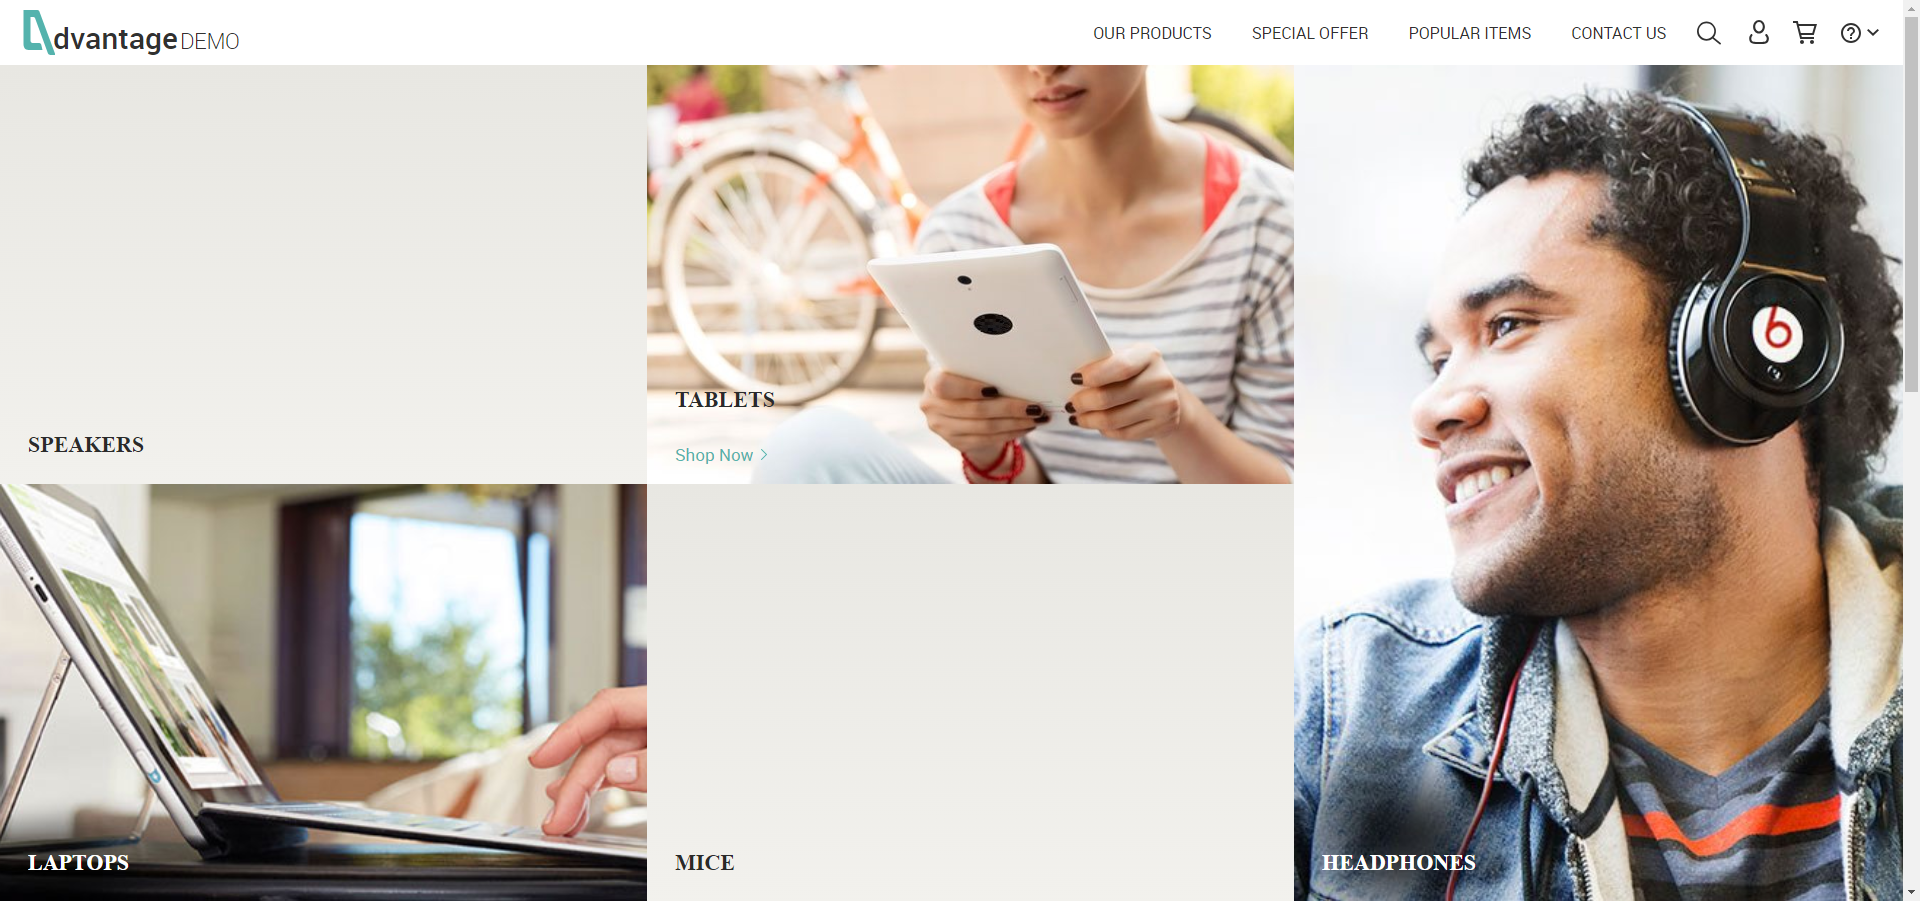 dvantage DEMO
OUR PRODUCTS
SPECIAL OFFER
POPULAR ITEMS
CONTACT US
SPEAKERS
TABLETS
Shop Now
LAPTOPS
MICE
HEADPHONES